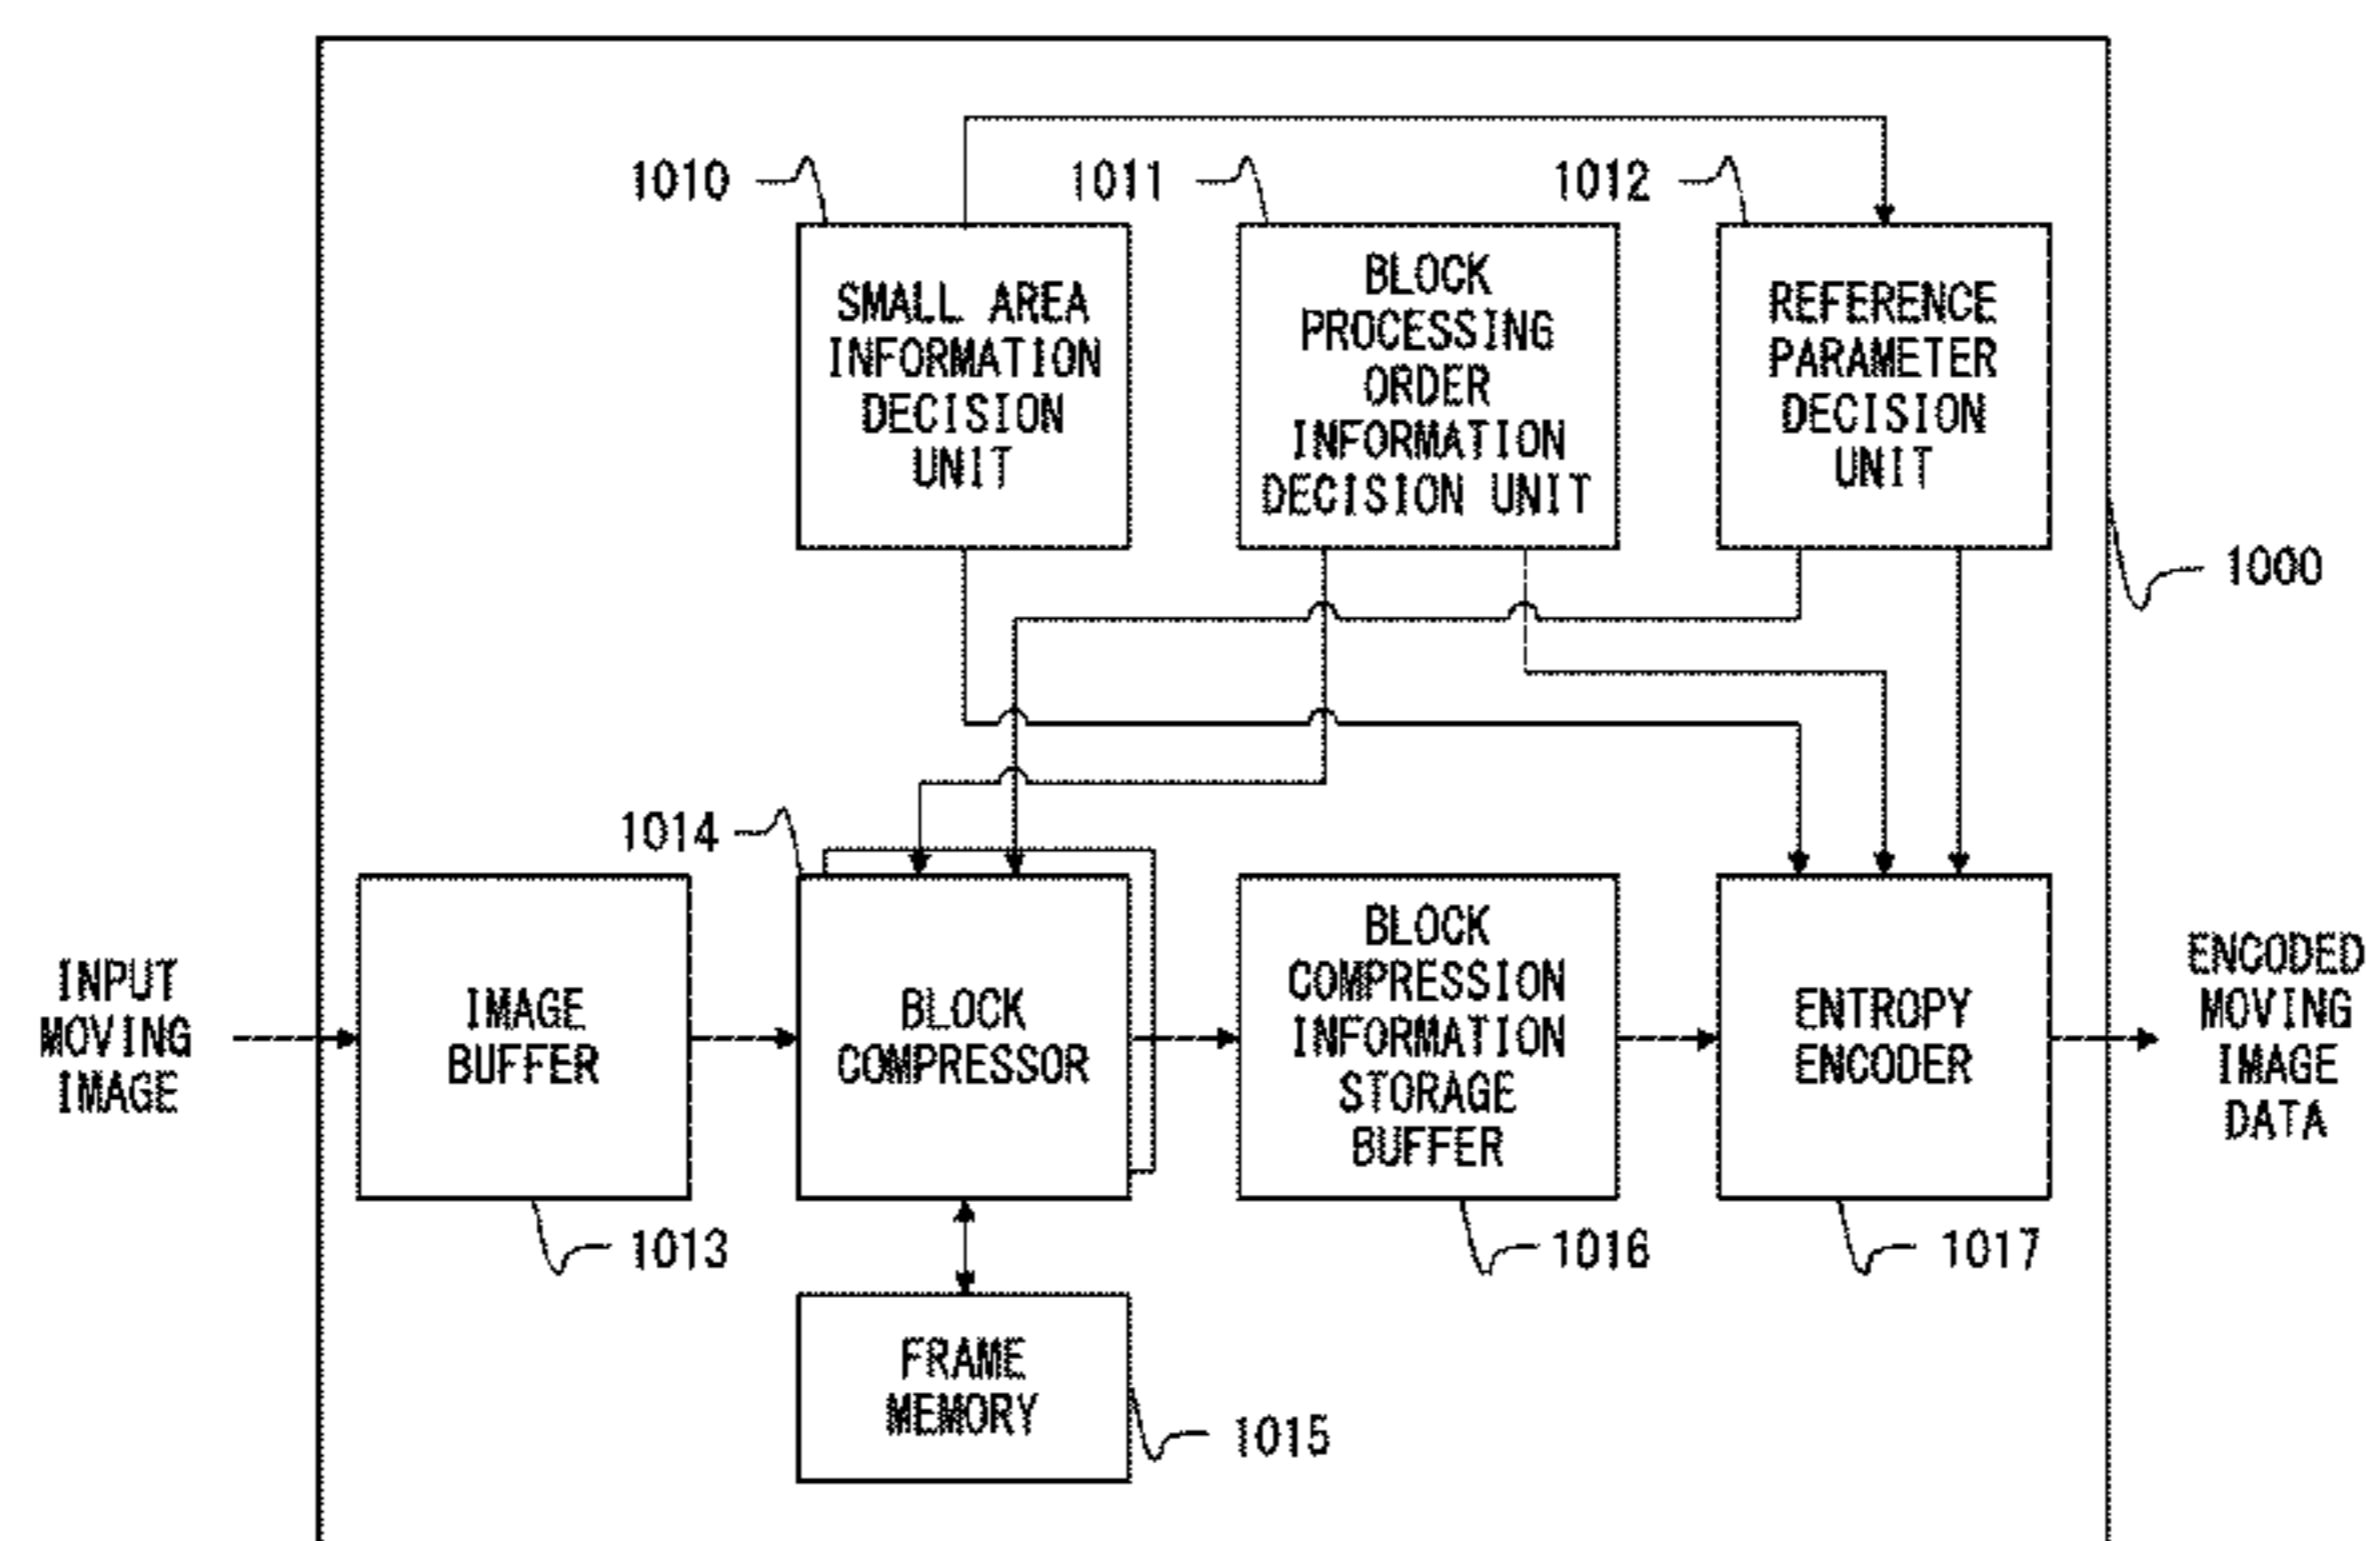 1010
1011
1012
SMALL AREA
INFORMATION
DECISION
UNIT
BLOCK
PROCESSING
ORDER
INFORMATION
DECISION UNIT
REFERENCE
PARAMETER
DECISION
UNIT
1000
1014
INPUT
MOVING
IMAGE
IMAGE
BUFFER
BLOCK
COMPRESSOR
BLOCK
COMPRESSION
INFORMATION
STORAGE
BUFFER
ENTROPY
ENCODER
ENCODED
MOVING
IMAGE
DATA
1013
1016
1017
FRAME
MEMORY
1015